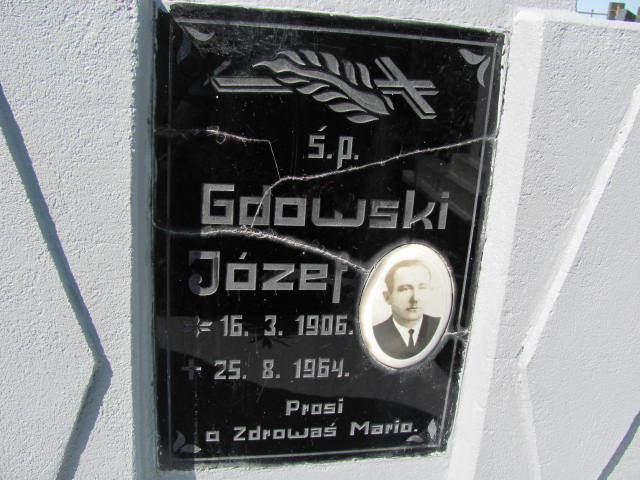 ś.p.
Gdowski
Józef
* 16. 3. 1906.
+ 25. 8. 1964.
Prosi
o Zdrowaś Mario.